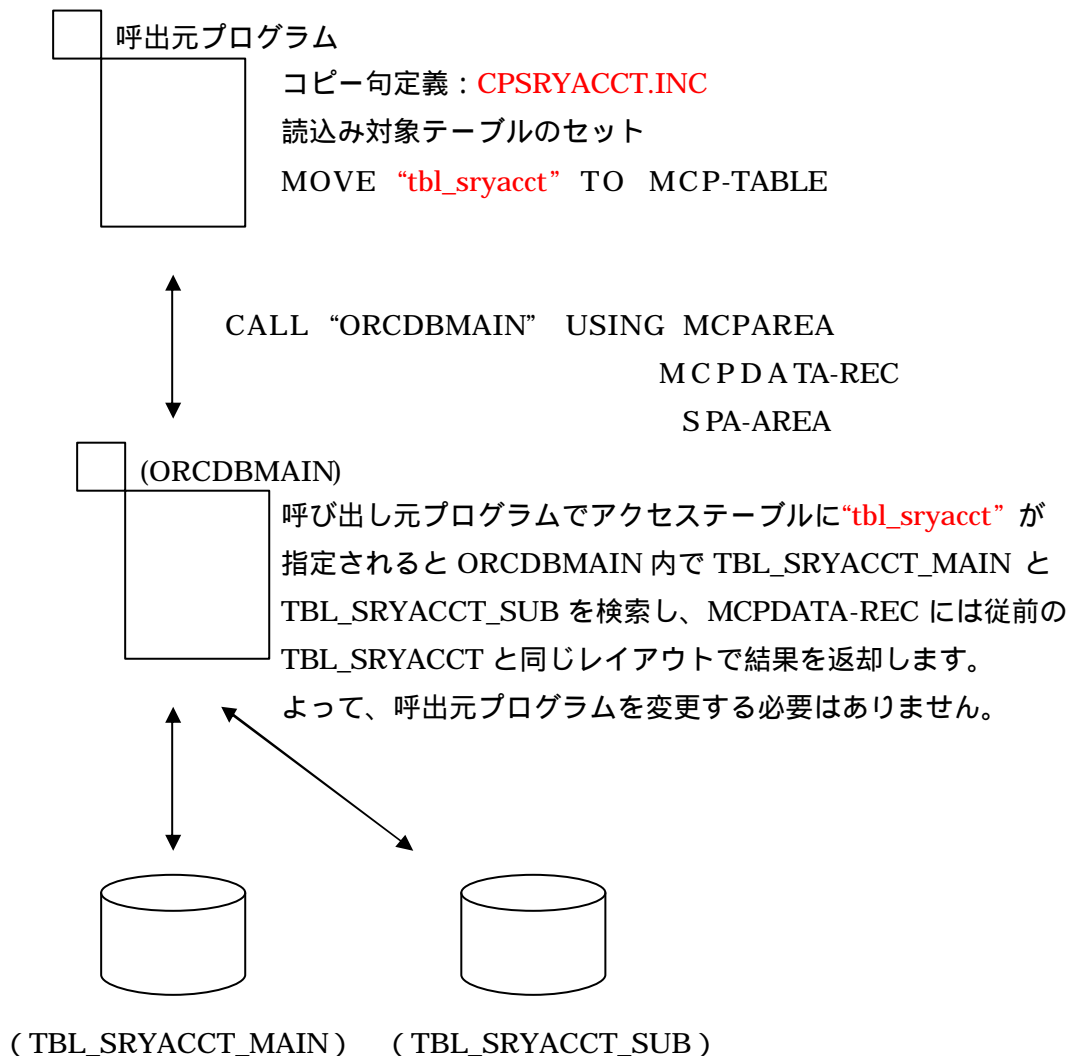 呼出元プログラム
コピー句定義：CPSRYACCT.INC
読込み対象テーブルのセット
MOVE “tbl_sryacct” TO MCP-TABLE
CALL “ORCDBMAIN” USING MCPAREA
MCPDATA-REC
SPA-AREA
(ORCDBMAIN)
呼び出し元プログラムでアクセステーブルに“tbl_sryacct” が
指定されると ORCDBMAIN 内で TBL_SRYACCT_MAIN と
TBL_SRYACCT_SUB を検索し、MCPDATA-REC には従前の
TBL_SRYACCT と同じレイアウトで結果を返却します。
よって、呼出元プログラムを変更する必要はありません。
（TBL_SRYACCT_MAIN） （TBL_SRYACCT_SUB）